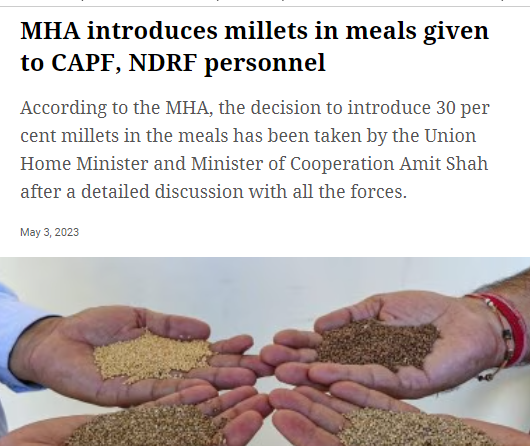 MHA introduces millets in meals given
to CAPF, NDRF personnel
According to the MHA, the decision to introduce 30 per
cent millets in the meals has been taken by the Union
Home Minister and Minister of Cooperation Amit Shah
after a detailed discussion with all the forces.
May 3, 2023